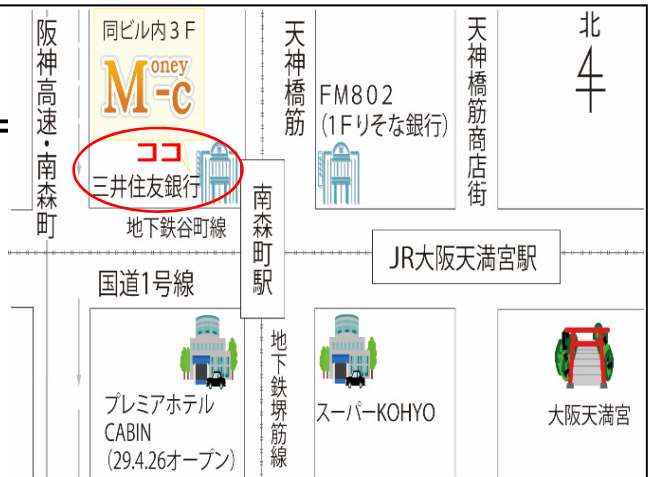 阪神高速・南森町
同ビル内3F
Money-c
ココ
三井住友銀行
地下鉄谷町線
天神橋筋
FM802
(1Fりそな銀行)
天神橋筋商店街
北
南森町駅
JR大阪天満宮駅
国道1号線
プレミアホテル
CABIN
(29.4.26オープン)
地下鉄堺筋線
スーパーKOHYO
大阪天満宮